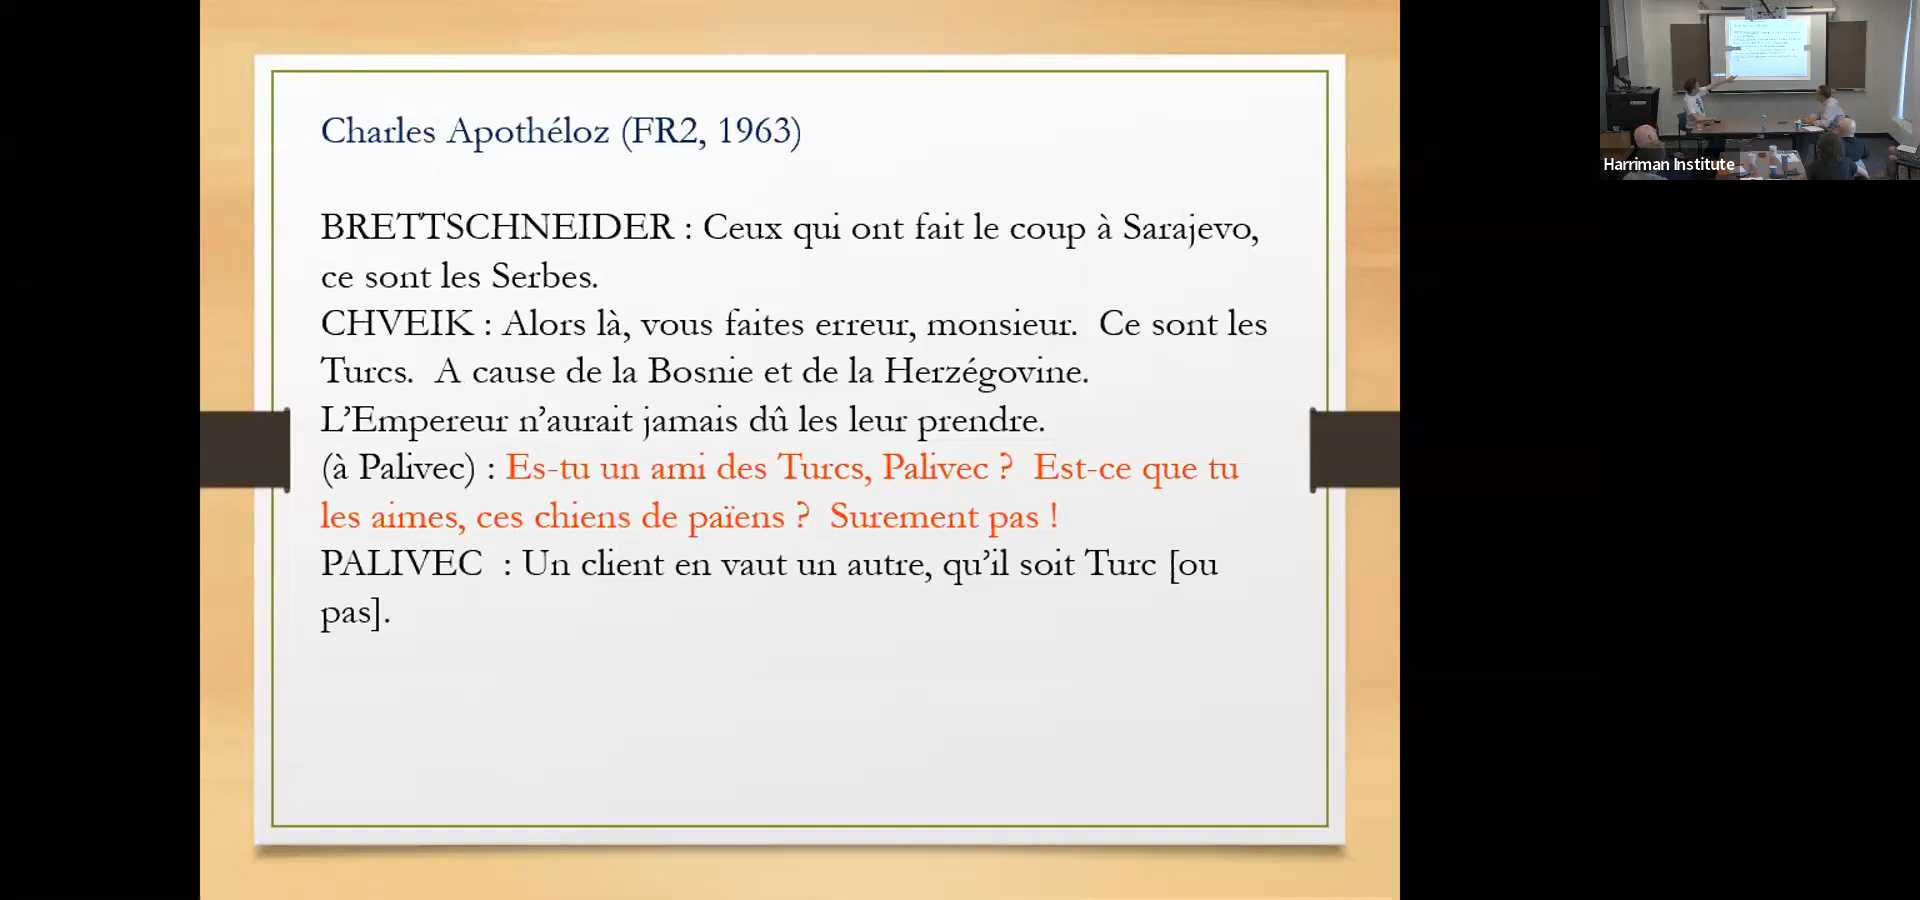 Charles Apothéloz (FR2, 1963)
BRETTSCHNEIDER : Ceux qui ont fait le coup à Sarajevo,
ce sont les Serbes.
CHVEIK : Alors là, vous faites erreur, monsieur.  Ce sont les
Turcs.  A cause de la Bosnie et de la Herzégovine.
L’Empereur n’aurait jamais dû les leur prendre.
(à Palivec) : Es-tu un ami des Turcs, Palivec ?  Est-ce que tu
les aimes, ces chiens de païens ?  Surement pas !
PALIVEC  : Un client en vaut un autre, qu’il soit Turc [ou
pas].
Harriman Institute